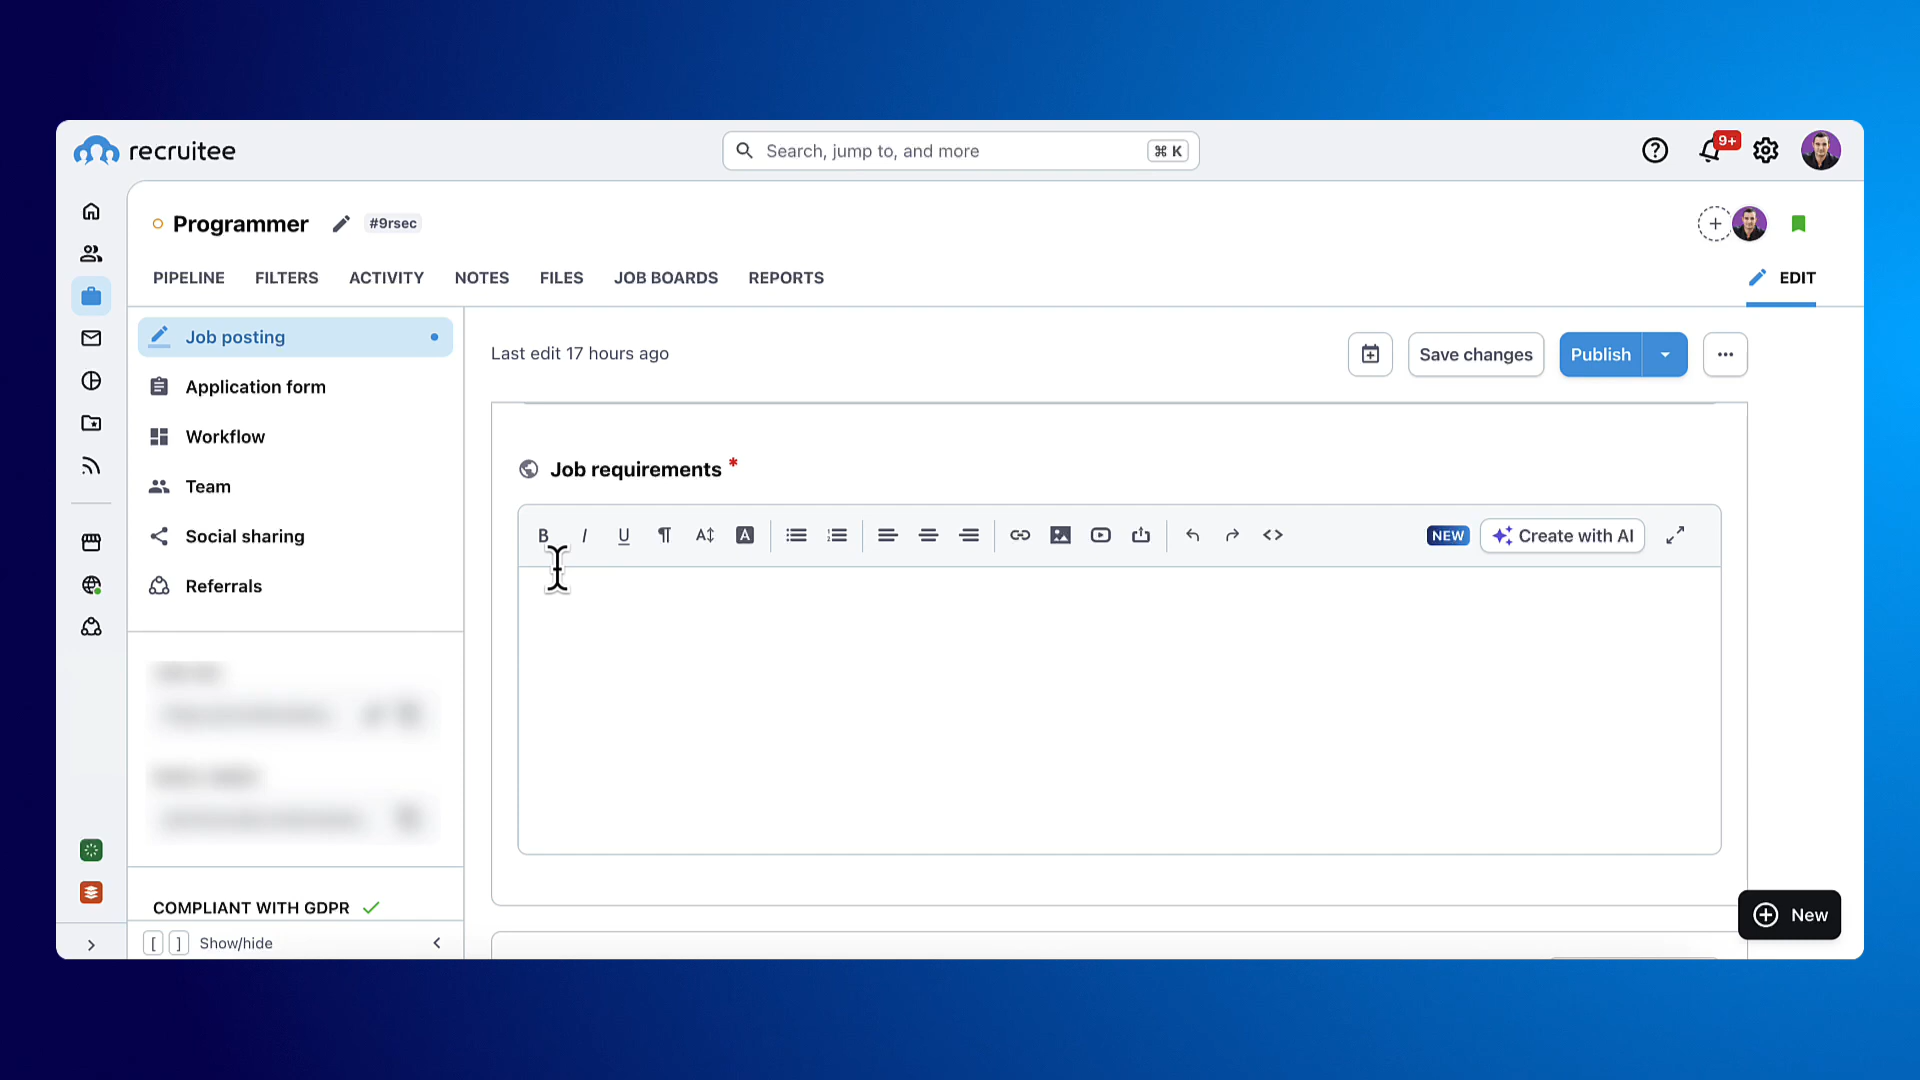 recruitee
Search, jump to, and more
⌘ K
9+
Programmer
#9rsec
PIPELINE FILTERS ACTIVITY NOTES FILES JOB BOARDS REPORTS
EDIT
Job posting
Application form
Workflow
Team
Social sharing
Referrals
COMPLIANT WITH GDPR
[ ] Show/hide
Last edit 17 hours ago
Save changes
Publish
Job requirements *
B I U
NEW
Create with AI
New